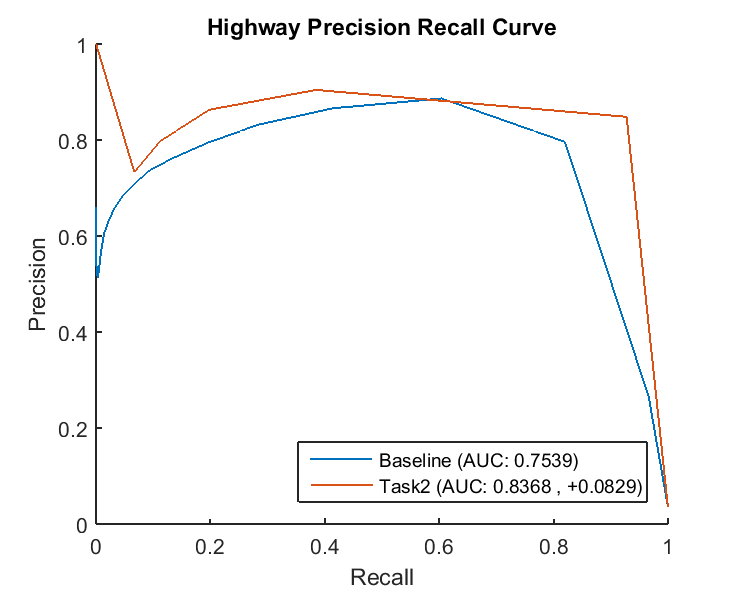 Highway Precision Recall Curve
1
0.8
0.6
0.4
0.2
0
Precision
Baseline (AUC: 0.7539)
Task2 (AUC: 0.8368 , +0.0829)
0 0.2 0.4 0.6 0.8 1
Recall